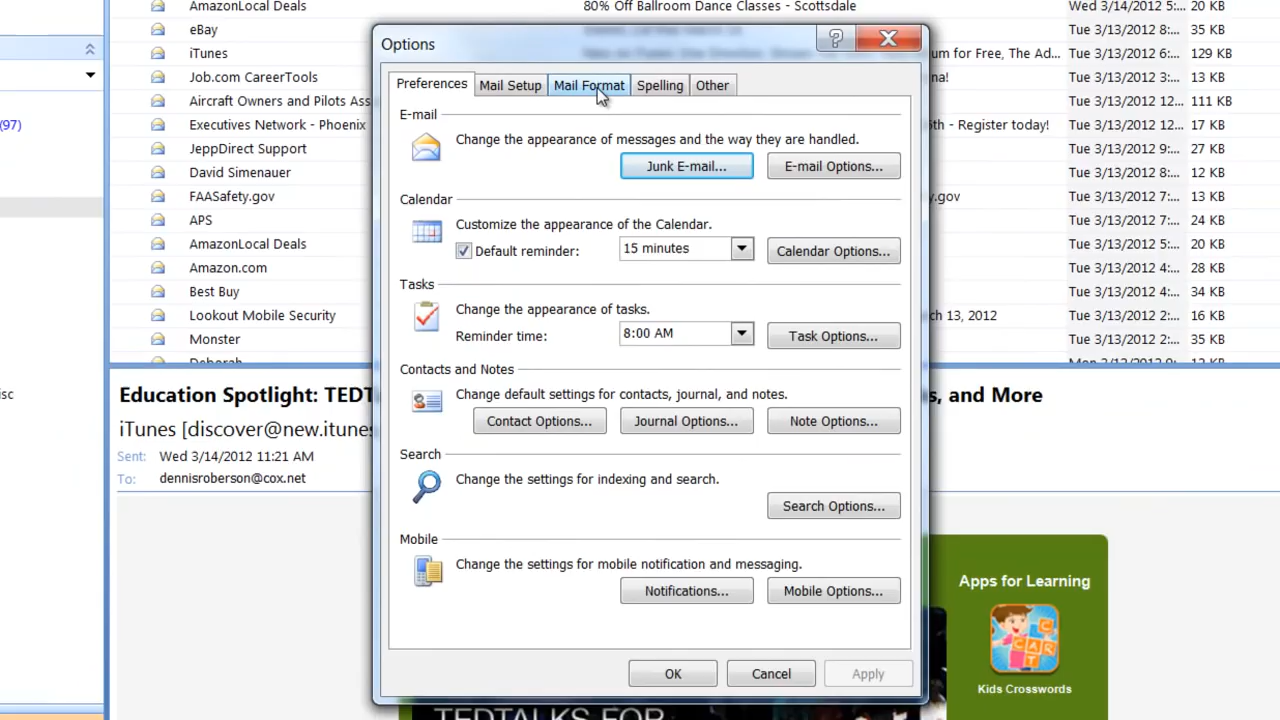 AmazonLocal Deals 80% Off Ballroom Dance Classes - Scottsdale Wed 3/14/2012 5:... 20 KB
eBay Tue 3/13/2012 8:... 35 KB
iTunes um for Free, The Ad... Tue 3/13/2012 6:... 129 KB
Job.com CareerTools na! Tue 3/13/2012 3:... 36 KB
Aircraft Owners and Pilots Ass Tue 3/13/2012 3:... 111 KB
(97) Executives Network - Phoenix 6th - Register today! Tue 3/13/2012 1:... 17 KB
JeppDirect Support Tue 3/13/2012 9:... 27 KB
David Simenauer Tue 3/13/2012 8:... 12 KB
FAASafety.gov y.gov Tue 3/13/2012 7:... 13 KB
APS Tue 3/13/2012 7:... 24 KB
AmazonLocal Deals Tue 3/13/2012 5:... 20 KB
Amazon.com Tue 3/13/2012 4:... 36 KB
Best Buy Tue 3/13/2012 4:... 34 KB
Lookout Mobile Security ch 13, 2012 Tue 3/13/2012 2:... 16 KB
Monster Tue 3/13/2012 2:... 34 KB
Deborah
Options
?
Preferences Mail Setup Mail Format Spelling Other
E-mail
Change the appearance of messages and the way they are handled.
Junk E-mail... E-mail Options...
Calendar
Customize the appearance of the Calendar.
Default reminder: 15 minutes Calendar Options...
Tasks
Change the appearance of tasks.
Reminder time: 8:00 AM Task Options...
Contacts and Notes
Change default settings for contacts, journal, and notes.
Contact Options... Journal Options... Note Options...
Search
Change the settings for indexing and search.
Search Options...
Mobile
Change the settings for mobile notification and messaging.
Notifications... Mobile Options...
OK Cancel Apply
isc
Education Spotlight: TEDT s, and More
iTunes [discover@new.itunes
Sent: Wed 3/14/2012 11:21 AM
To: dennisroberson@cox.net
Apps for Learning
C A R T
Kids Crosswords
TEDTALKS FOR